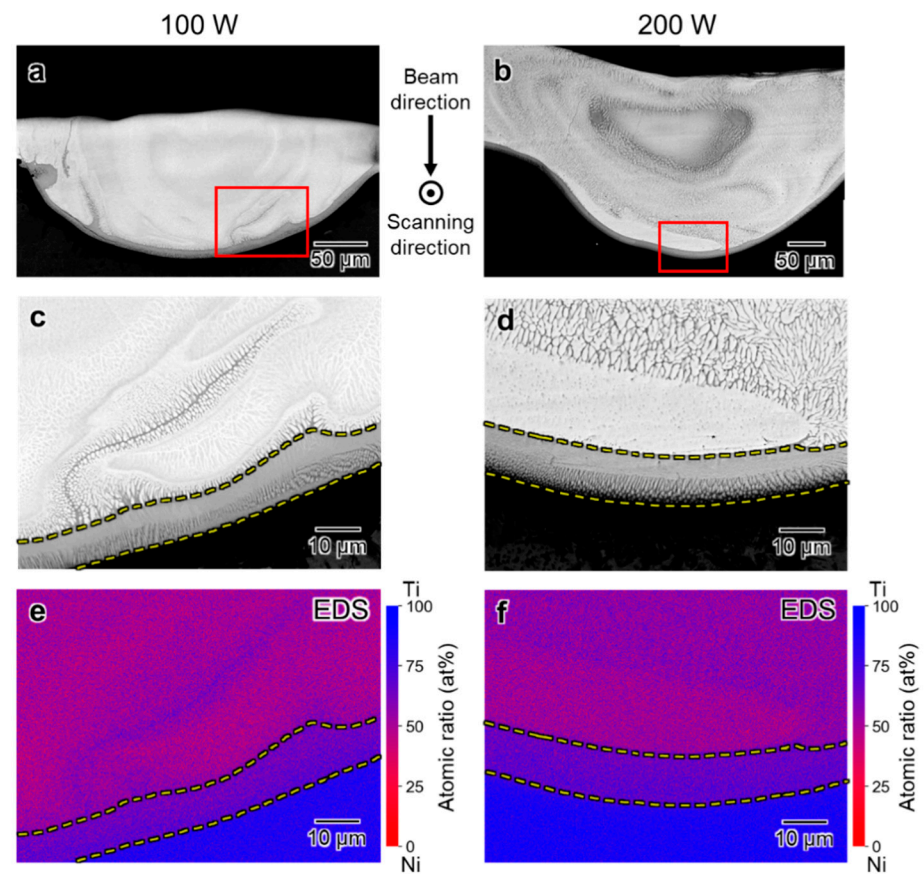 100 W
200 W
a
Beam
direction
Scanning
direction
50 µm
b
50 µm
c
10 µm
d
10 µm
e
EDS
10 µm
Ti
100
75
50
25
0
Ni
Atomic ratio (at%)
f
EDS
10 µm
Ti
100
75
50
25
0
Ni
Atomic ratio (at%)